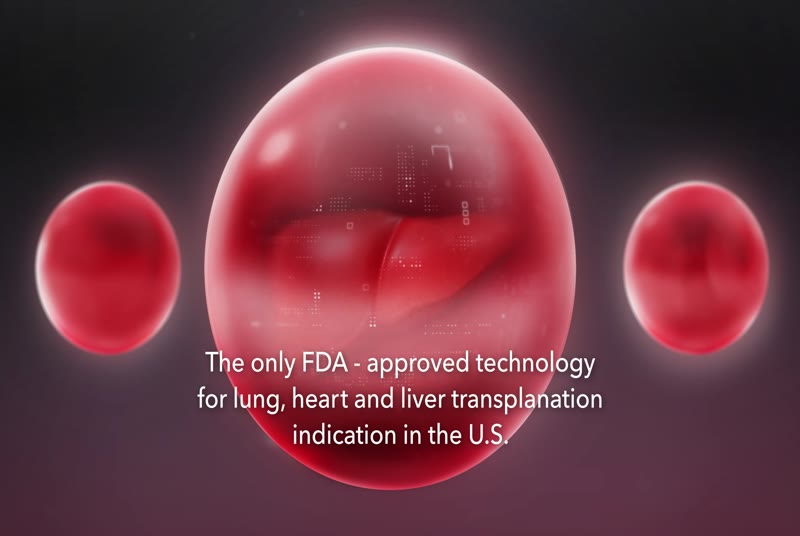 The only FDA - approved technology
for lung, heart and liver transplanation
indication in the U.S.